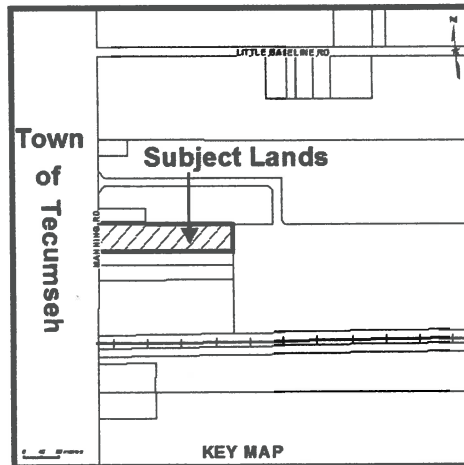 N
LITTLE BASELINE RD
Town
of
Tecumseh
Subject Lands
MANNING RD
KEY MAP